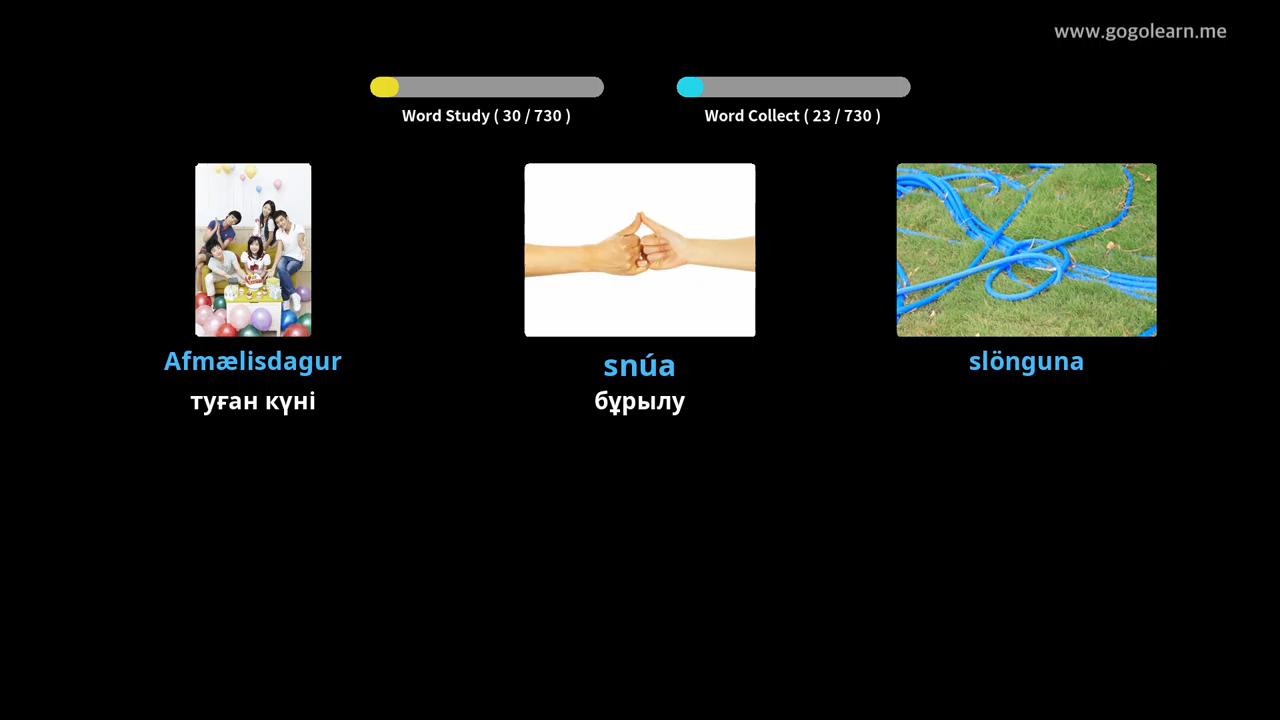 www.gogolearn.me
Word Study ( 30 / 730 )
Word Collect ( 23 / 730 )
Afmælisdagur
snúa
slönguna
туған күні
бұрылу